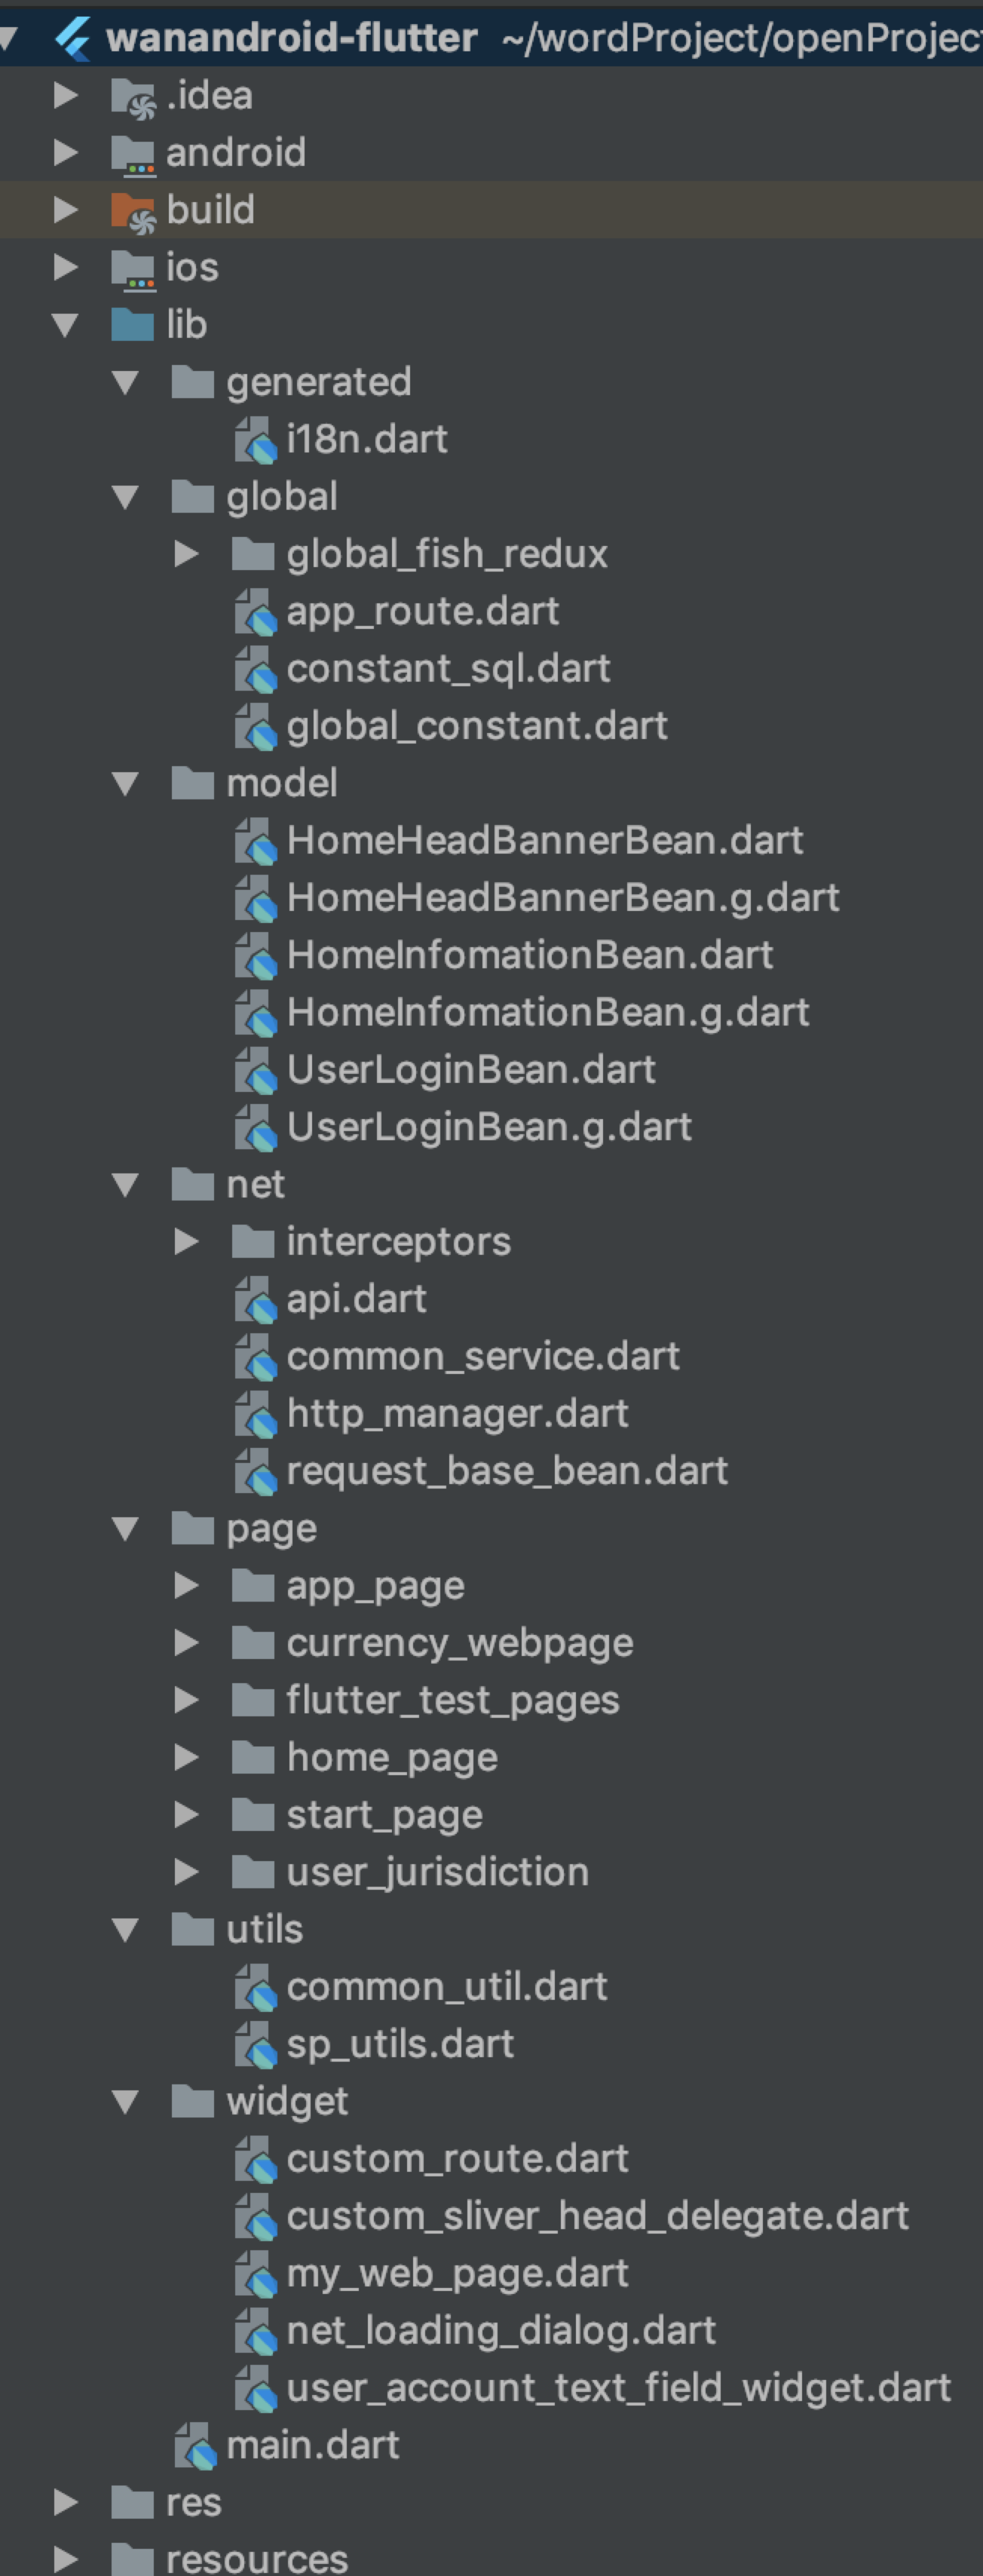 wanandroid-flutter ~/wordProject/openProjec
.idea
android
build
ios
lib
generated
i18n.dart
global
global_fish_redux
app_route.dart
constant_sql.dart
global_constant.dart
model
HomeHeadBannerBean.dart
HomeHeadBannerBean.g.dart
HomeInfomationBean.dart
HomeInfomationBean.g.dart
UserLoginBean.dart
UserLoginBean.g.dart
net
interceptors
api.dart
common_service.dart
http_manager.dart
request_base_bean.dart
page
app_page
currency_webpage
flutter_test_pages
home_page
start_page
user_jurisdiction
utils
common_util.dart
sp_utils.dart
widget
custom_route.dart
custom_sliver_head_delegate.dart
my_web_page.dart
net_loading_dialog.dart
user_account_text_field_widget.dart
main.dart
res
resources